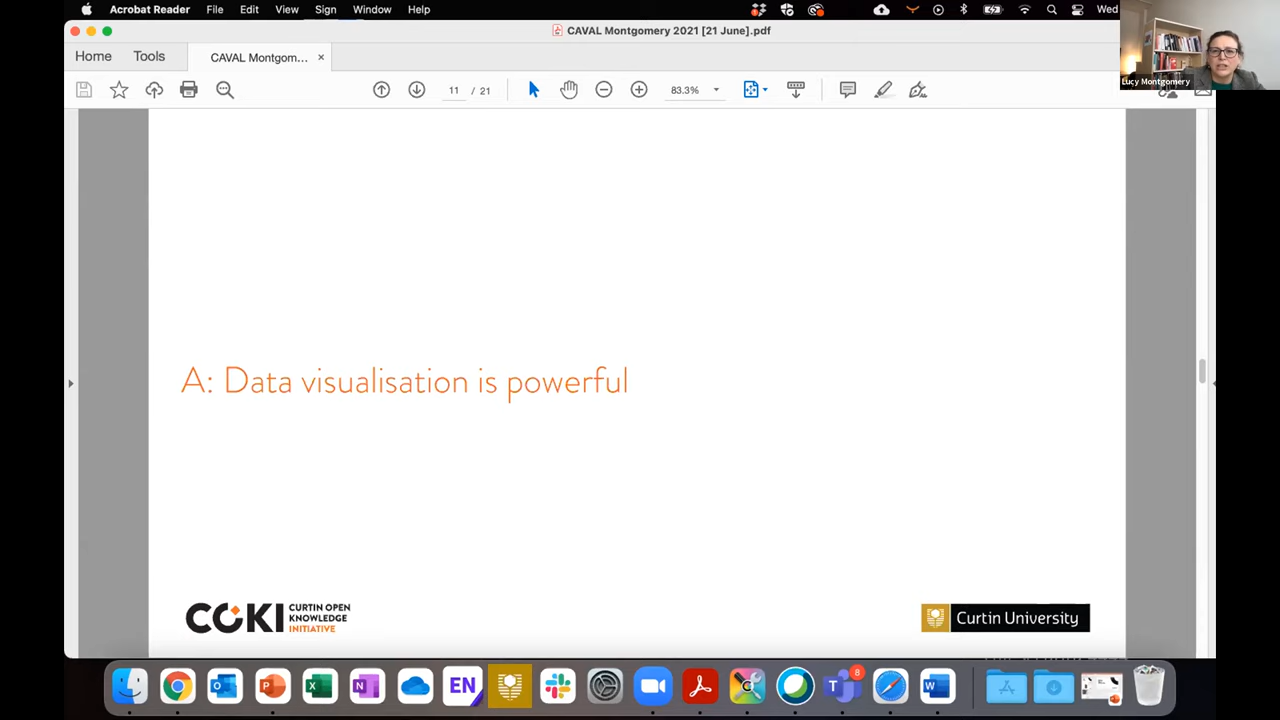 Acrobat Reader File Edit View Sign Window Help Wed
CAVAL Montgomery 2021 [21 June].pdf
Home Tools CAVAL Montgom... ×
11 / 21 83.3%
Lucy Montgomery
A: Data visualisation is powerful
COKI CURTIN OPEN
KNOWLEDGE
INITIATIVE
Curtin University
EN
8